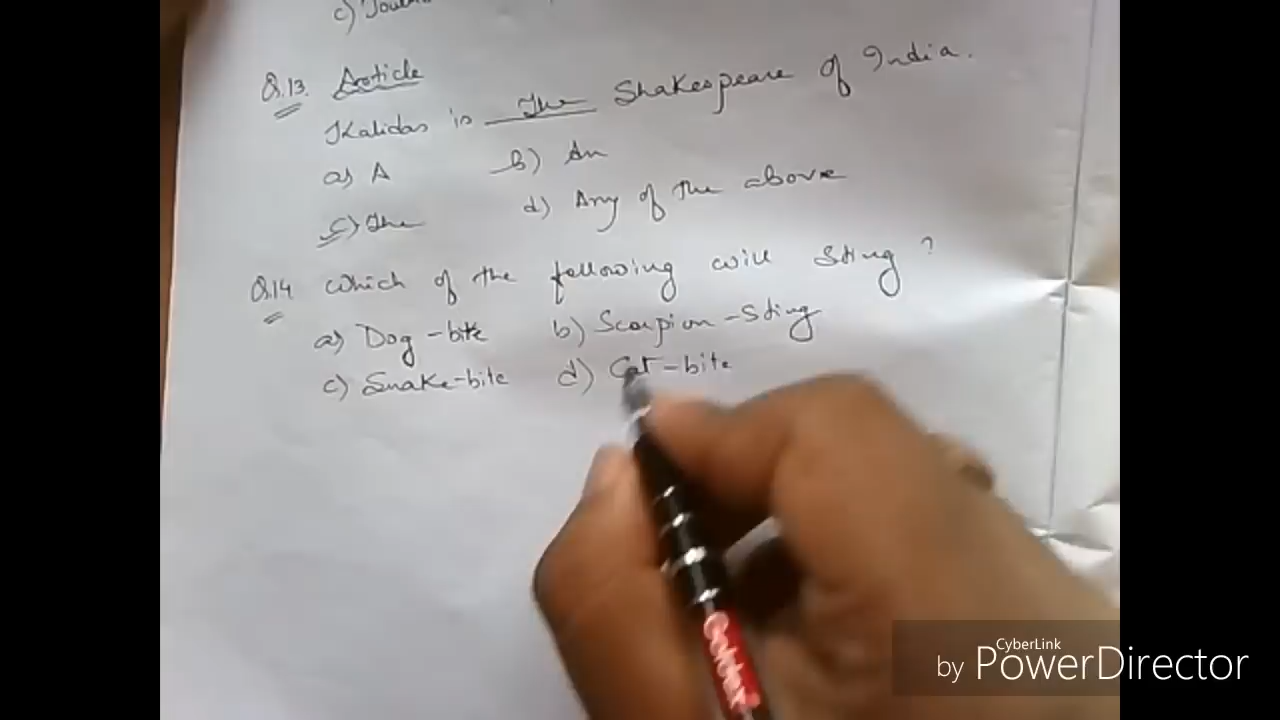 c)
Q.13. Article
Kalidas is The Shakespeare of India.
a) A b) An
c) The d) Any of the above
Q.14 Which of the following will Sting ?
a) Dog-bite b) Scorpion-Sting
c) Snake-bite d) Cat-bite
CyberLink
by PowerDirector